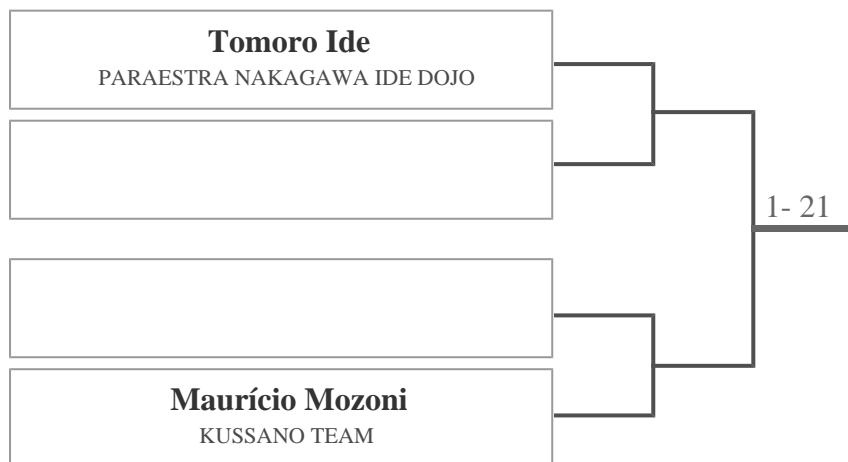 Tomoro Ide
PARAESTRA NAKAGAWA IDE DOJO
1- 21
Maurício Mozoni
KUSSANO TEAM